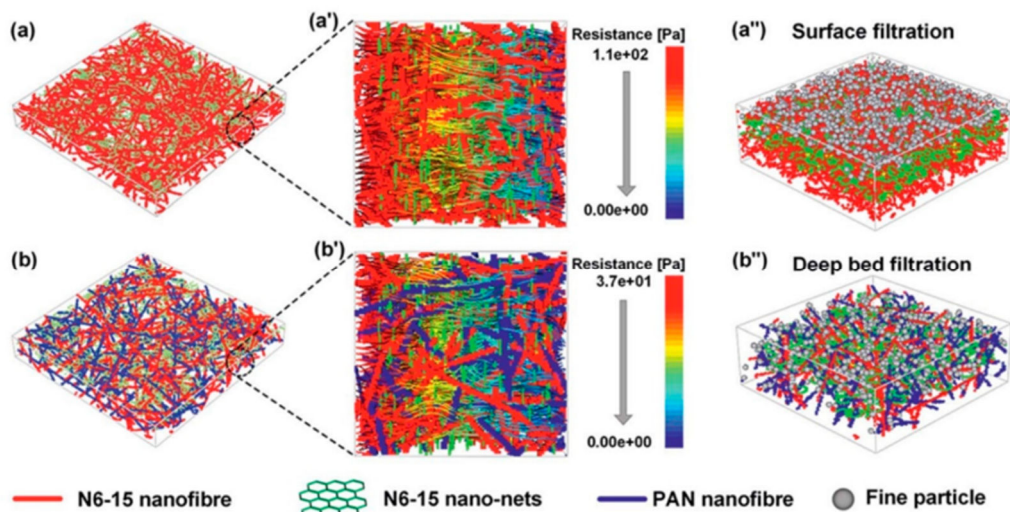 (a)
(a')
Resistance [Pa]
1.1e+02
0.00e+00
(a'')
Surface filtration
(b)
(b')
Resistance [Pa]
3.7e+01
0.00e+00
(b'')
Deep bed filtration
N6-15 nanofibre
N6-15 nano-nets
PAN nanofibre
Fine particle